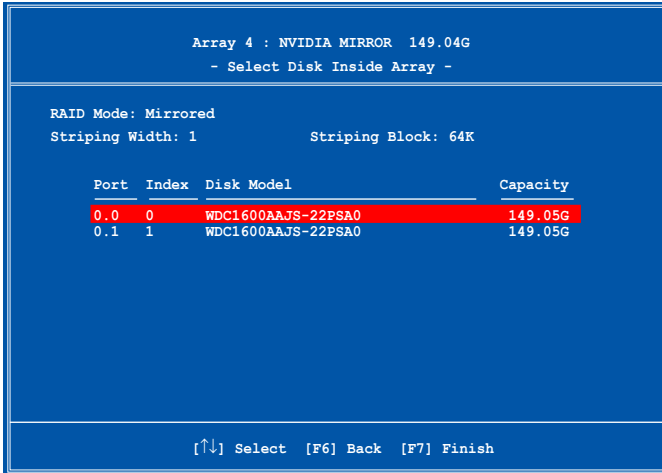 Array 4 : NVIDIA MIRROR 149.04G
- Select Disk Inside Array -
RAID Mode: Mirrored
Striping Width: 1 Striping Block: 64K
Port Index Disk Model Capacity
0.0 0 WDC1600AAJS-22PSA0 149.05G
0.1 1 WDC1600AAJS-22PSA0 149.05G
[↑↓] Select [F6] Back [F7] Finish